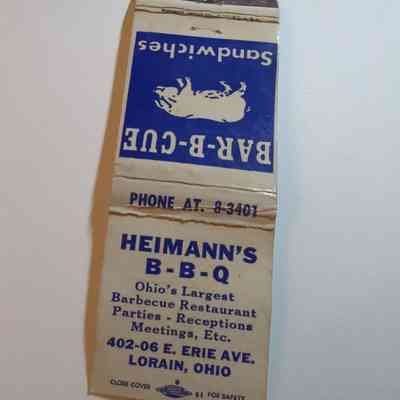 Sandwiches
BAR-B-CUE
PHONE AT. 8-3401
HEIMANN'S
B-B-Q
Ohio's Largest
Barbecue Restaurant
Parties - Receptions
Meetings, Etc.
402-06 E. ERIE AVE.
LORAIN, OHIO
CLOSE COVER FOR SAFETY